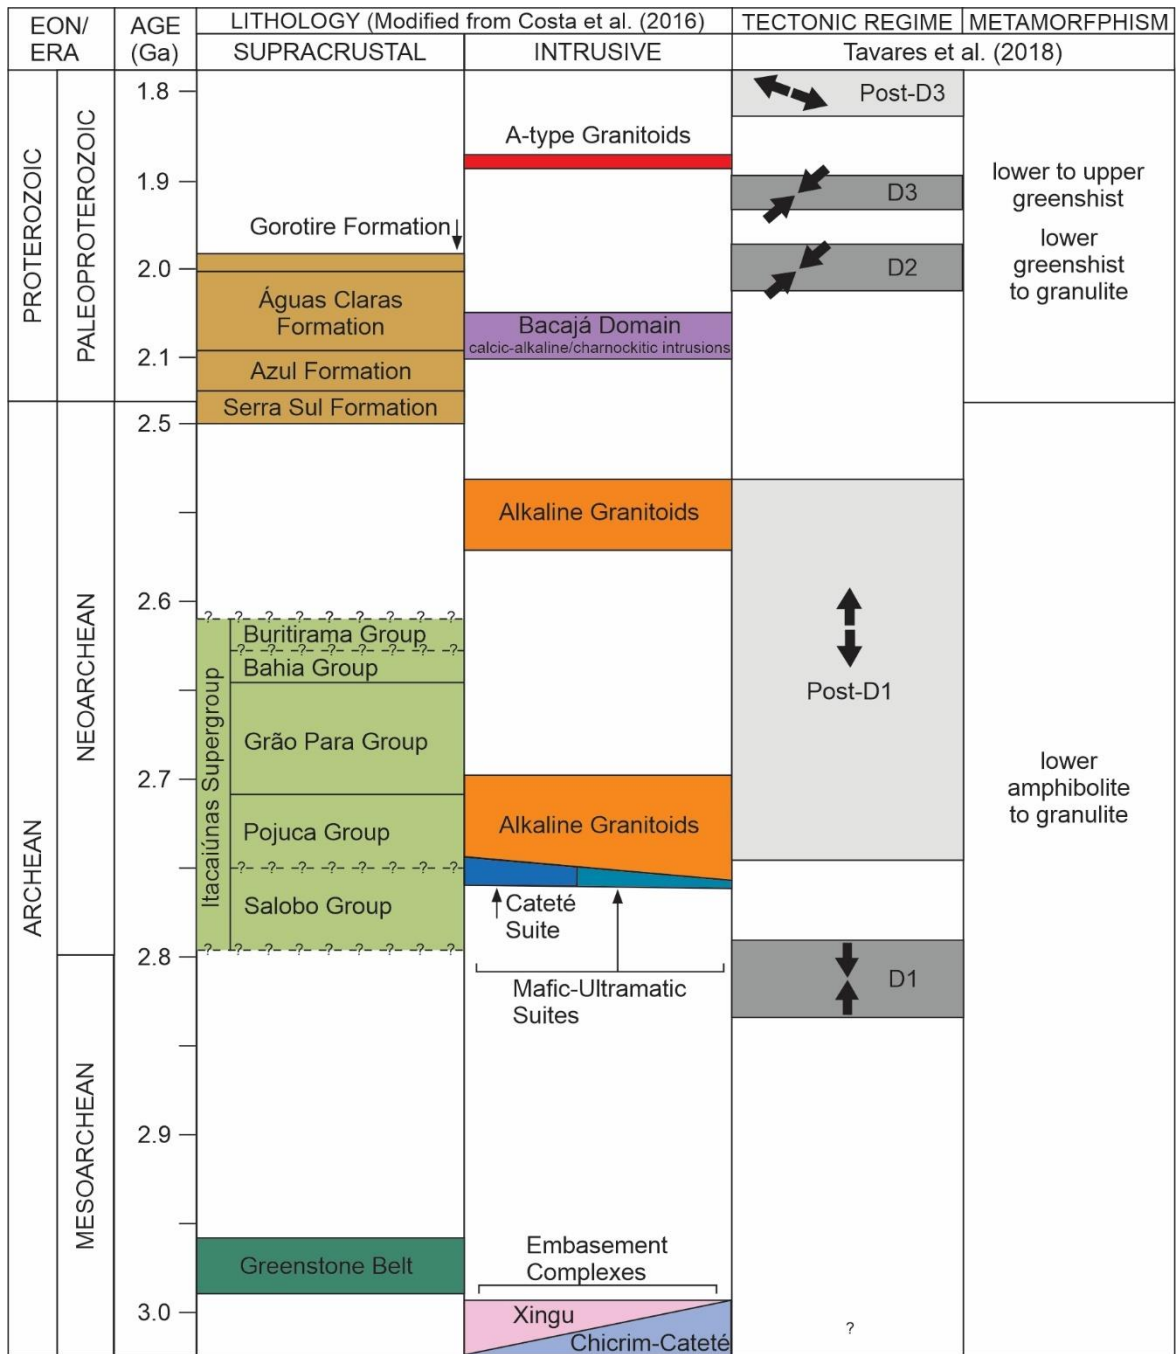 EON/
ERA
AGE
(Ga)
LITHOLOGY (Modified from Costa et al. (2016)
SUPRACRUSTAL
INTRUSIVE
TECTONIC REGIME
METAMORFPHISM
Tavares et al. (2018)
PROTEROZOIC
PALEOPROTEROZOIC
ARCHEAN
NEOARCHEAN
MESOARCHEAN
1.8
1.9
2.0
2.1
2.5
2.6
2.7
2.8
2.9
3.0
Gorotire Formation
Águas Claras
Formation
Azul Formation
Serra Sul Formation
? ? ? ? ? ? ? ? ?
Itacaiúnas Supergroup
Buritirama Group
? ? ? ? ? ? ? ?
Bahia Group
Grão Para Group
Pojuca Group
? ? ? ? ? ? ? ?
Salobo Group
? ? ? ? ? ? ? ? ?
Greenstone Belt
A-type Granitoids
Bacajá Domain
calcic-alkaline/charnockitic intrusions
Alkaline Granitoids
Alkaline Granitoids
Cateté
Suite
Mafic-Ultramatic
Suites
Embasement
Complexes
Xingu
Chicrim-Cateté
Post-D3
D3
D2
Post-D1
D1
?
lower to upper
greenshist
lower
greenshist
to granulite
lower
amphibolite
to granulite